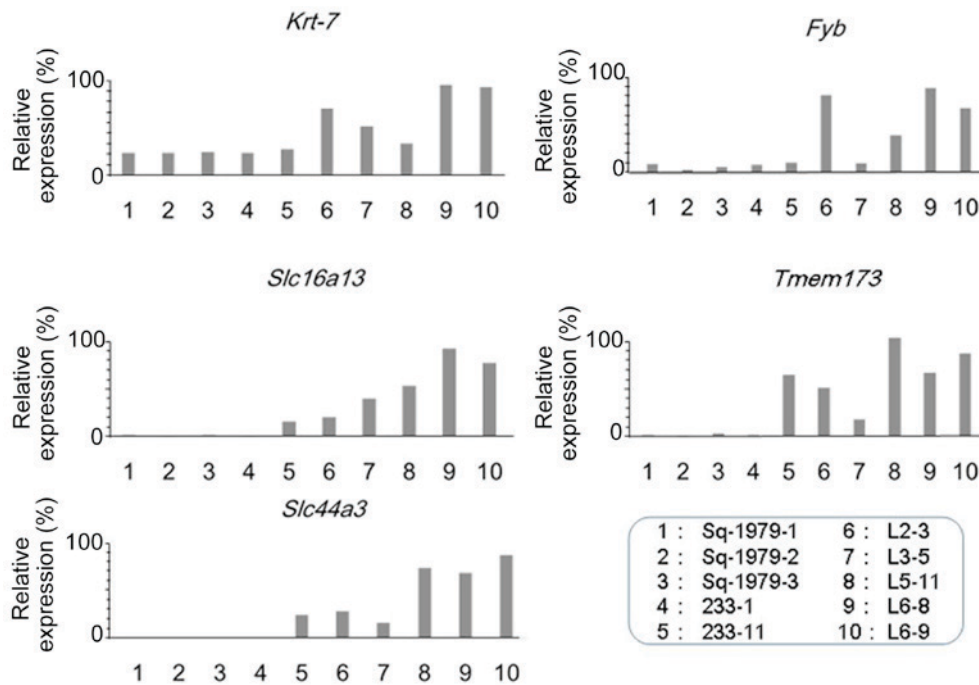 Krt-7
Relative
expression (%)
100
0
1 2 3 4 5 6 7 8 9 10
Fyb
Relative
expression (%)
100
0
1 2 3 4 5 6 7 8 9 10
Slc16a13
Relative
expression (%)
100
0
1 2 3 4 5 6 7 8 9 10
Tmem173
Relative
expression (%)
100
0
1 2 3 4 5 6 7 8 9 10
Slc44a3
Relative
expression (%)
100
0
1 2 3 4 5 6 7 8 9 10
1 : Sq-1979-1 6 : L2-3
2 : Sq-1979-2 7 : L3-5
3 : Sq-1979-3 8 : L5-11
4 : 233-1 9 : L6-8
5 : 233-11 10 : L6-9